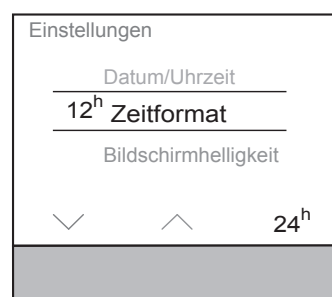 Einstellungen
Datum/Uhrzeit
12h Zeitformat
Bildschirmhelligkeit
24h